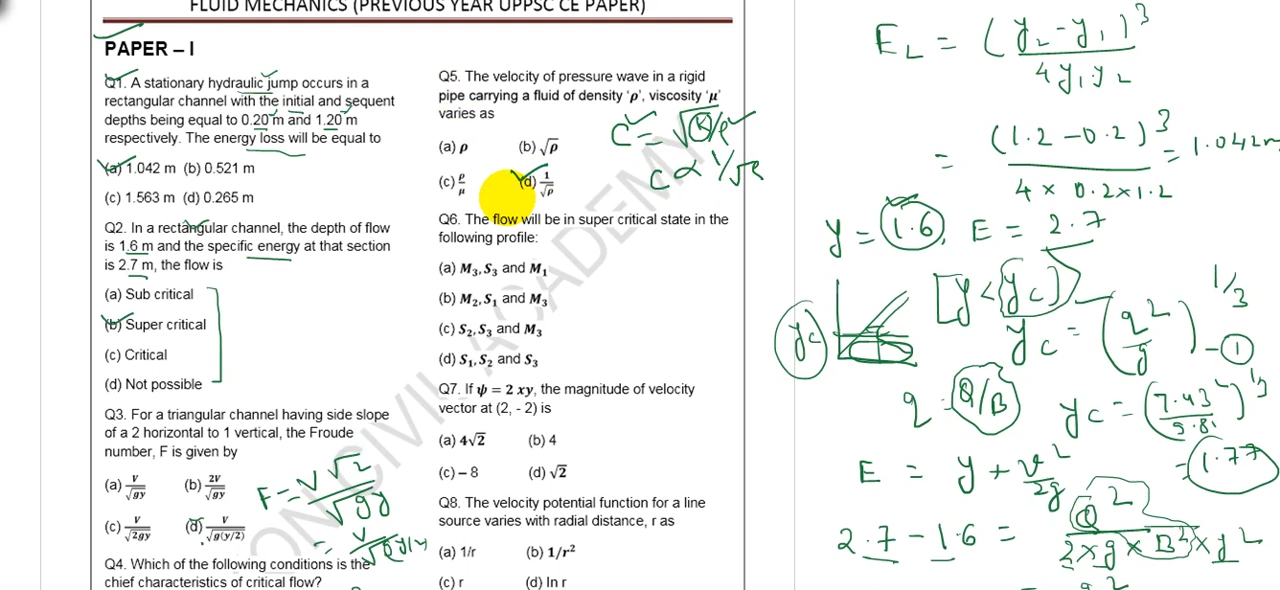 FLUID MECHANICS (PREVIOUS YEAR UPPSC CE PAPER)
PAPER – I
Q1. A stationary hydraulic jump occurs in a
rectangular channel with the initial and sequent
depths being equal to 0.20 m and 1.20 m
respectively. The energy loss will be equal to
(a) 1.042 m (b) 0.521 m
(c) 1.563 m (d) 0.265 m
Q2. In a rectangular channel, the depth of flow
is 1.6 m and the specific energy at that section
is 2.7 m, the flow is
(a) Sub critical
(b) Super critical
(c) Critical
(d) Not possible
Q3. For a triangular channel having side slope
of a 2 horizontal to 1 vertical, the Froude
number, F is given by
(a) V/√gy (b) 2V/√gy
(c) V/√2gy (d) V/√g(y/2)
F = V√2/√gy
= V/√gy/2
Q4. Which of the following conditions is the
chief characteristics of critical flow?
Q5. The velocity of pressure wave in a rigid
pipe carrying a fluid of density 'ρ', viscosity 'μ'
varies as
(a) ρ (b) √ρ
(c) ρ/μ (d) 1/√ρ
C = √K/ρ
C α 1/√ρ
Q6. The flow will be in super critical state in the
following profile:
(a) M₃, S₃ and M₁
(b) M₂, S₁ and M₃
(c) S₂, S₃ and M₃
(d) S₁, S₂ and S₃
Q7. If ψ = 2 xy, the magnitude of velocity
vector at (2, - 2) is
(a) 4√2 (b) 4
(c) – 8 (d) √2
Q8. The velocity potential function for a line
source varies with radial distance, r as
(a) 1/r (b) 1/r²
(c) r (d) ln r
ON CIVIL ACADEMY
E_L = (y₂ - y₁)³/4y₁y₂
= (1.2 - 0.2)³/4 × 0.2 × 1.2 = 1.042m
y = 1.6, E = 2.7
yc [y < yc]
yc = (q²/g)^1/3 - ①
q = Q/B yc = (7.43²/9.81)^1/3
= 1.77
E = y + v²/2g
2.7 - 1.6 = Q²/2 × g × B² × y²